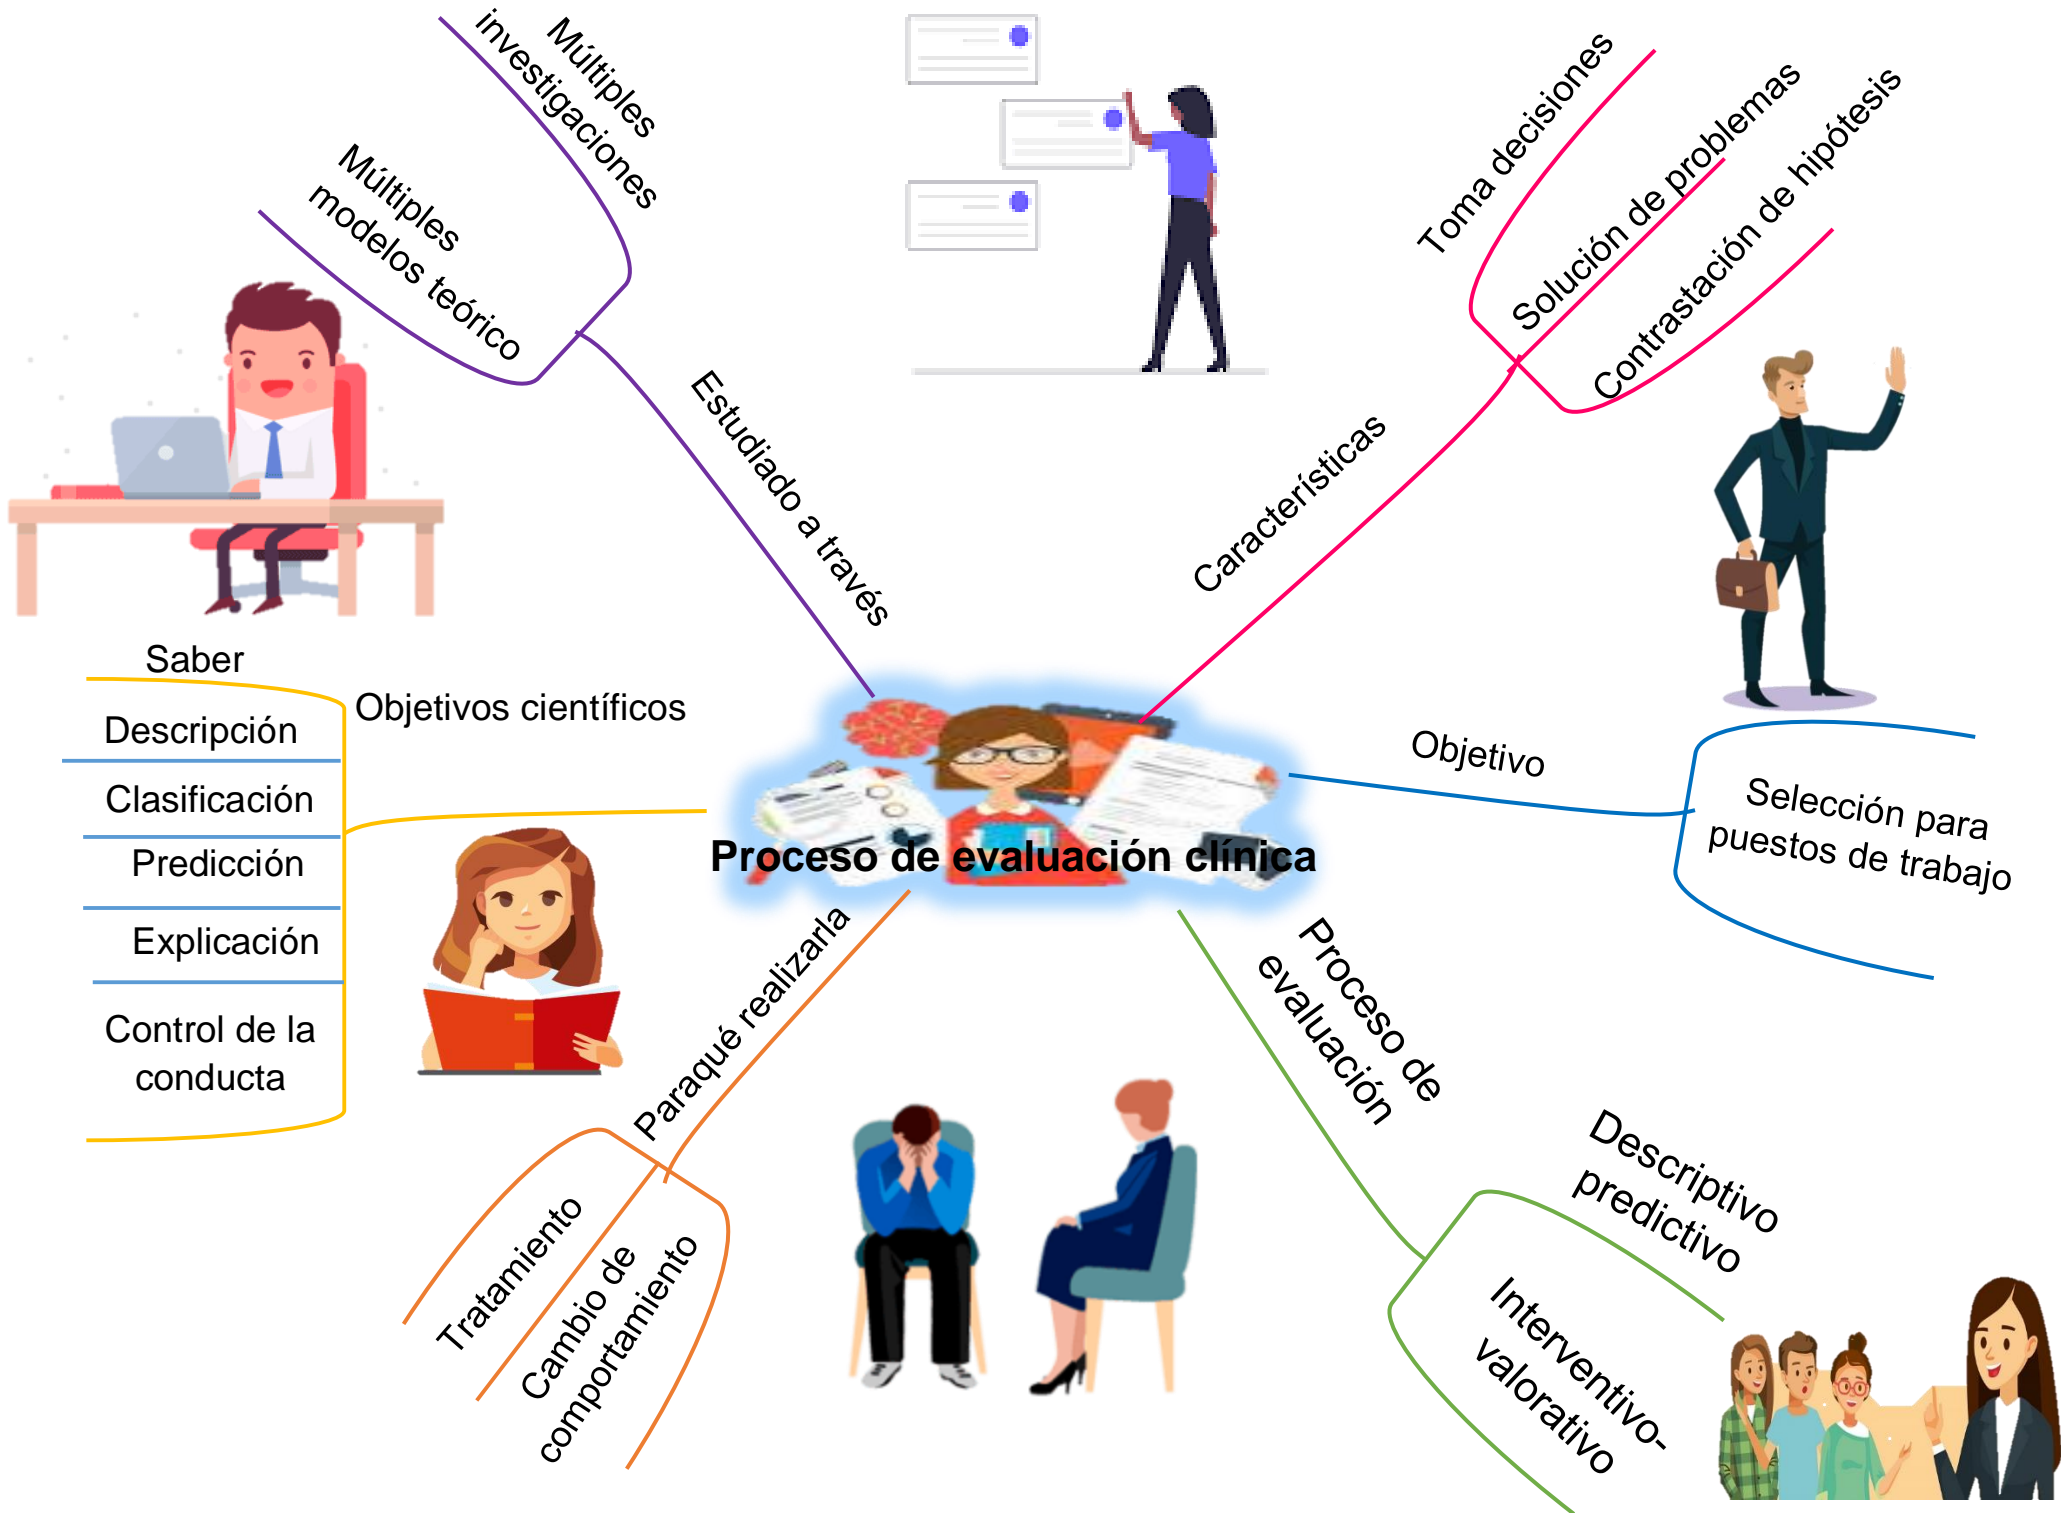 Múltiples
investigaciones
Múltiples
modelos teórico
Estudiado a través
Toma decisiones
Solución de problemas
Contrastación de hipótesis
Características
Saber
Objetivos científicos
Descripción
Clasificación
Predicción
Explicación
Control de la
conducta
Objetivo
Selección para
puestos de trabajo
Proceso de evaluación clínica
Paraqué realizarla
Tratamiento
Cambio de
comportamiento
Proceso de
evaluación
Descriptivo
predictivo
Interventivo-
valorativo